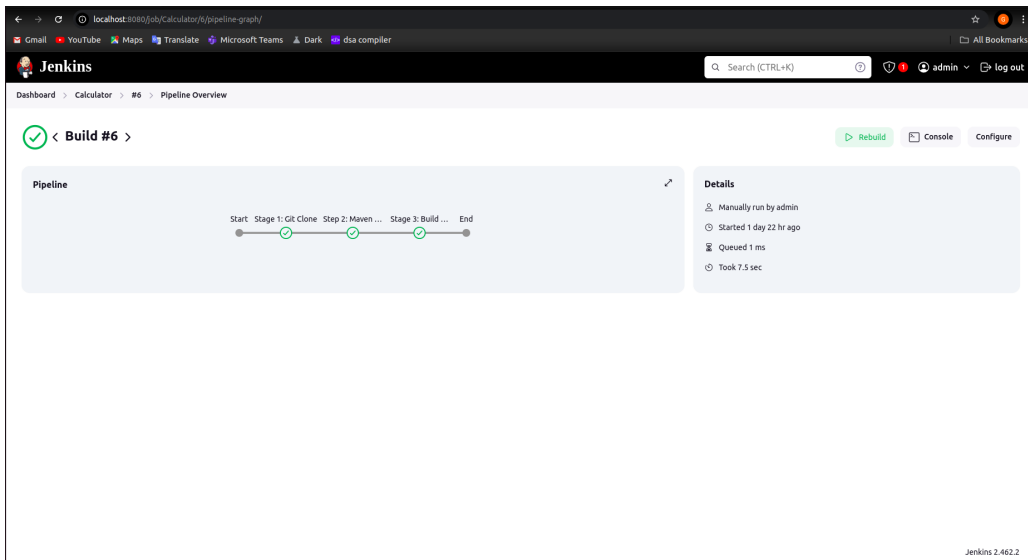 localhost:8080/job/Calculator/6/pipeline-graph/
G
Gmail YouTube Maps Translate Microsoft Teams Dark dsa compiler All Bookmarks
Jenkins Search (CTRL+K) 1 admin log out
Dashboard > Calculator > #6 > Pipeline Overview
Build #6 Rebuild Console Configure
Pipeline
Start Stage 1: Git Clone Step 2: Maven ... Stage 3: Build ... End
Details
Manually run by admin
Started 1 day 22 hr ago
Queued 1 ms
Took 7.5 sec
Jenkins 2.462.2